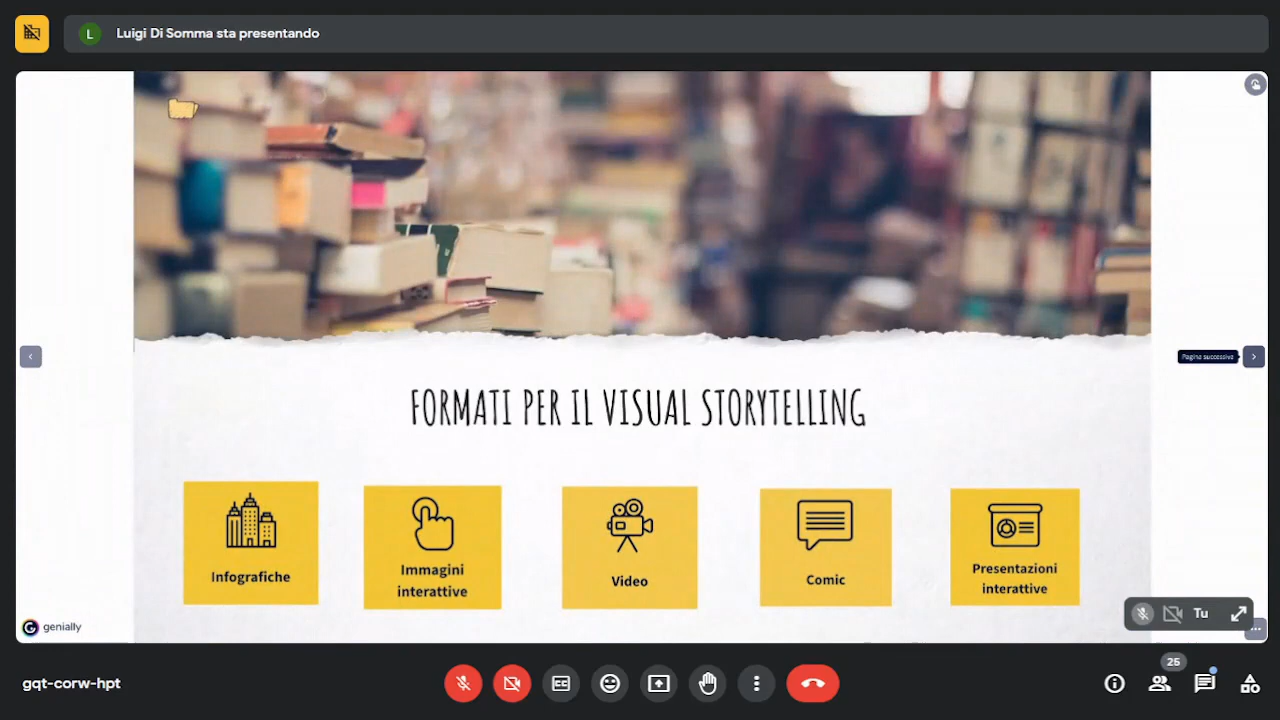 L Luigi Di Somma sta presentando
Pagina successiva
FORMATI PER IL VISUAL STORYTELLING
Infografiche
Immagini
interattive
Video
Comic
Presentazioni
interattive
Tu
genially
gqt-corw-hpt
25